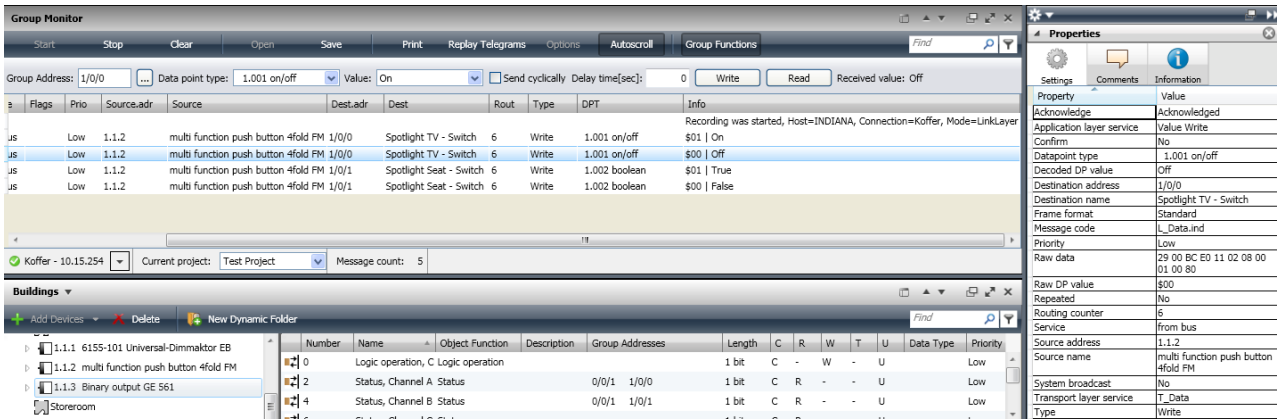 Group Monitor
Start Stop Clear Open Save Print Replay Telegrams Options Autoscroll Group Functions Find
Group Address: 1/0/0 ... Data point type: 1.001 on/off Value: On Send cyclically Delay time[sec]: 0 Write Read Received value: Off
Flags Prio Source.adr Source Dest.adr Dest Rout Type DPT Info
Recording was started, Host=INDIANA, Connection=Koffer, Mode=LinkLayer
us Low 1.1.2 multi function push button 4fold FM 1/0/0 Spotlight TV - Switch 6 Write 1.001 on/off $01 | On
us Low 1.1.2 multi function push button 4fold FM 1/0/0 Spotlight TV - Switch 6 Write 1.001 on/off $00 | Off
us Low 1.1.2 multi function push button 4fold FM 1/0/1 Spotlight Seat - Switch 6 Write 1.002 boolean $01 | True
us Low 1.1.2 multi function push button 4fold FM 1/0/1 Spotlight Seat - Switch 6 Write 1.002 boolean $00 | False
Koffer - 10.15.254 Current project: Test Project Message count: 5
Buildings
Add Devices Delete New Dynamic Folder Find
1.1.1 6155-101 Universal-Dimmaktor EB
1.1.2 multi function push button 4fold FM
1.1.3 Binary output GE 561
Storeroom
Number Name Object Function Description Group Addresses Length C R W T U Data Type Priority
0 Logic operation, C Logic operation 1 bit C - W - U Low
2 Status, Channel A Status 0/0/1 1/0/0 1 bit C R - - U Low
4 Status, Channel B Status 0/0/1 1/0/1 1 bit C R - - U Low
Properties
Settings Comments Information
Property Value
Acknowledge Acknowledged
Application layer service Value Write
Confirm No
Datapoint type 1.001 on/off
Decoded DP value Off
Destination address 1/0/0
Destination name Spotlight TV - Switch
Frame format Standard
Message code L_Data.ind
Priority Low
Raw data 29 00 BC E0 11 02 08 00
01 00 80
Raw DP value $00
Repeated No
Routing counter 6
Service from bus
Source address 1.1.2
Source name multi function push button
4fold FM
System broadcast No
Transport layer service T_Data
Type Write